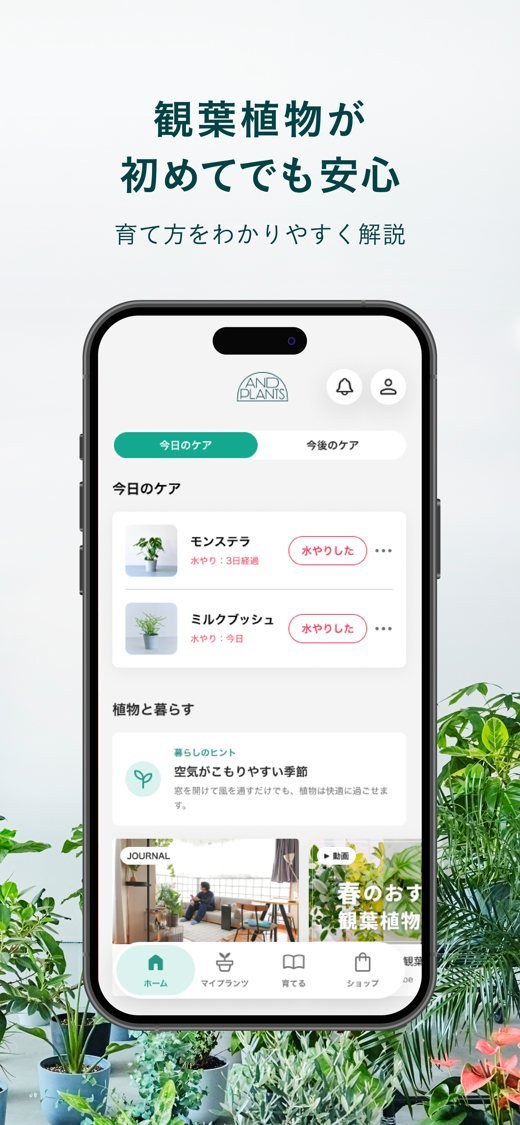 観葉植物が
初めてでも安心
育て方をわかりやすく解説
AND
PLANTS
今日のケア
今後のケア
今日のケア
モンステラ
水やり：3日経過
水やりした
ミルクブッシュ
水やり：今日
水やりした
植物と暮らす
暮らしのヒント
空気がこもりやすい季節
窓を開けて風を通すだけでも、植物は快適に過ごせま
す。
JOURNAL
動画
春のおす
観葉植物
観葉
ホーム
マイプランツ
育てる
ショップ